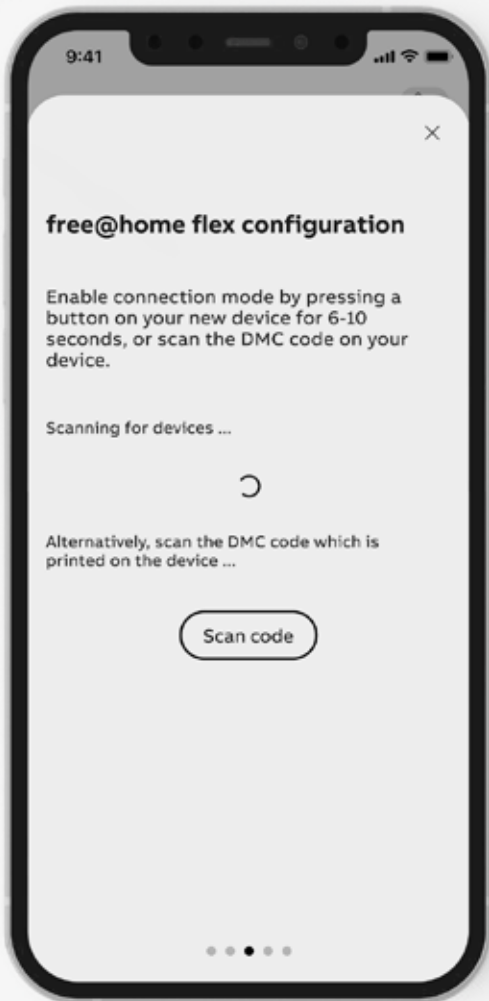 9:41
free@home flex configuration
Enable connection mode by pressing a
button on your new device for 6-10
seconds, or scan the DMC code on your
device.
Scanning for devices ...
Alternatively, scan the DMC code which is
printed on the device ...
Scan code